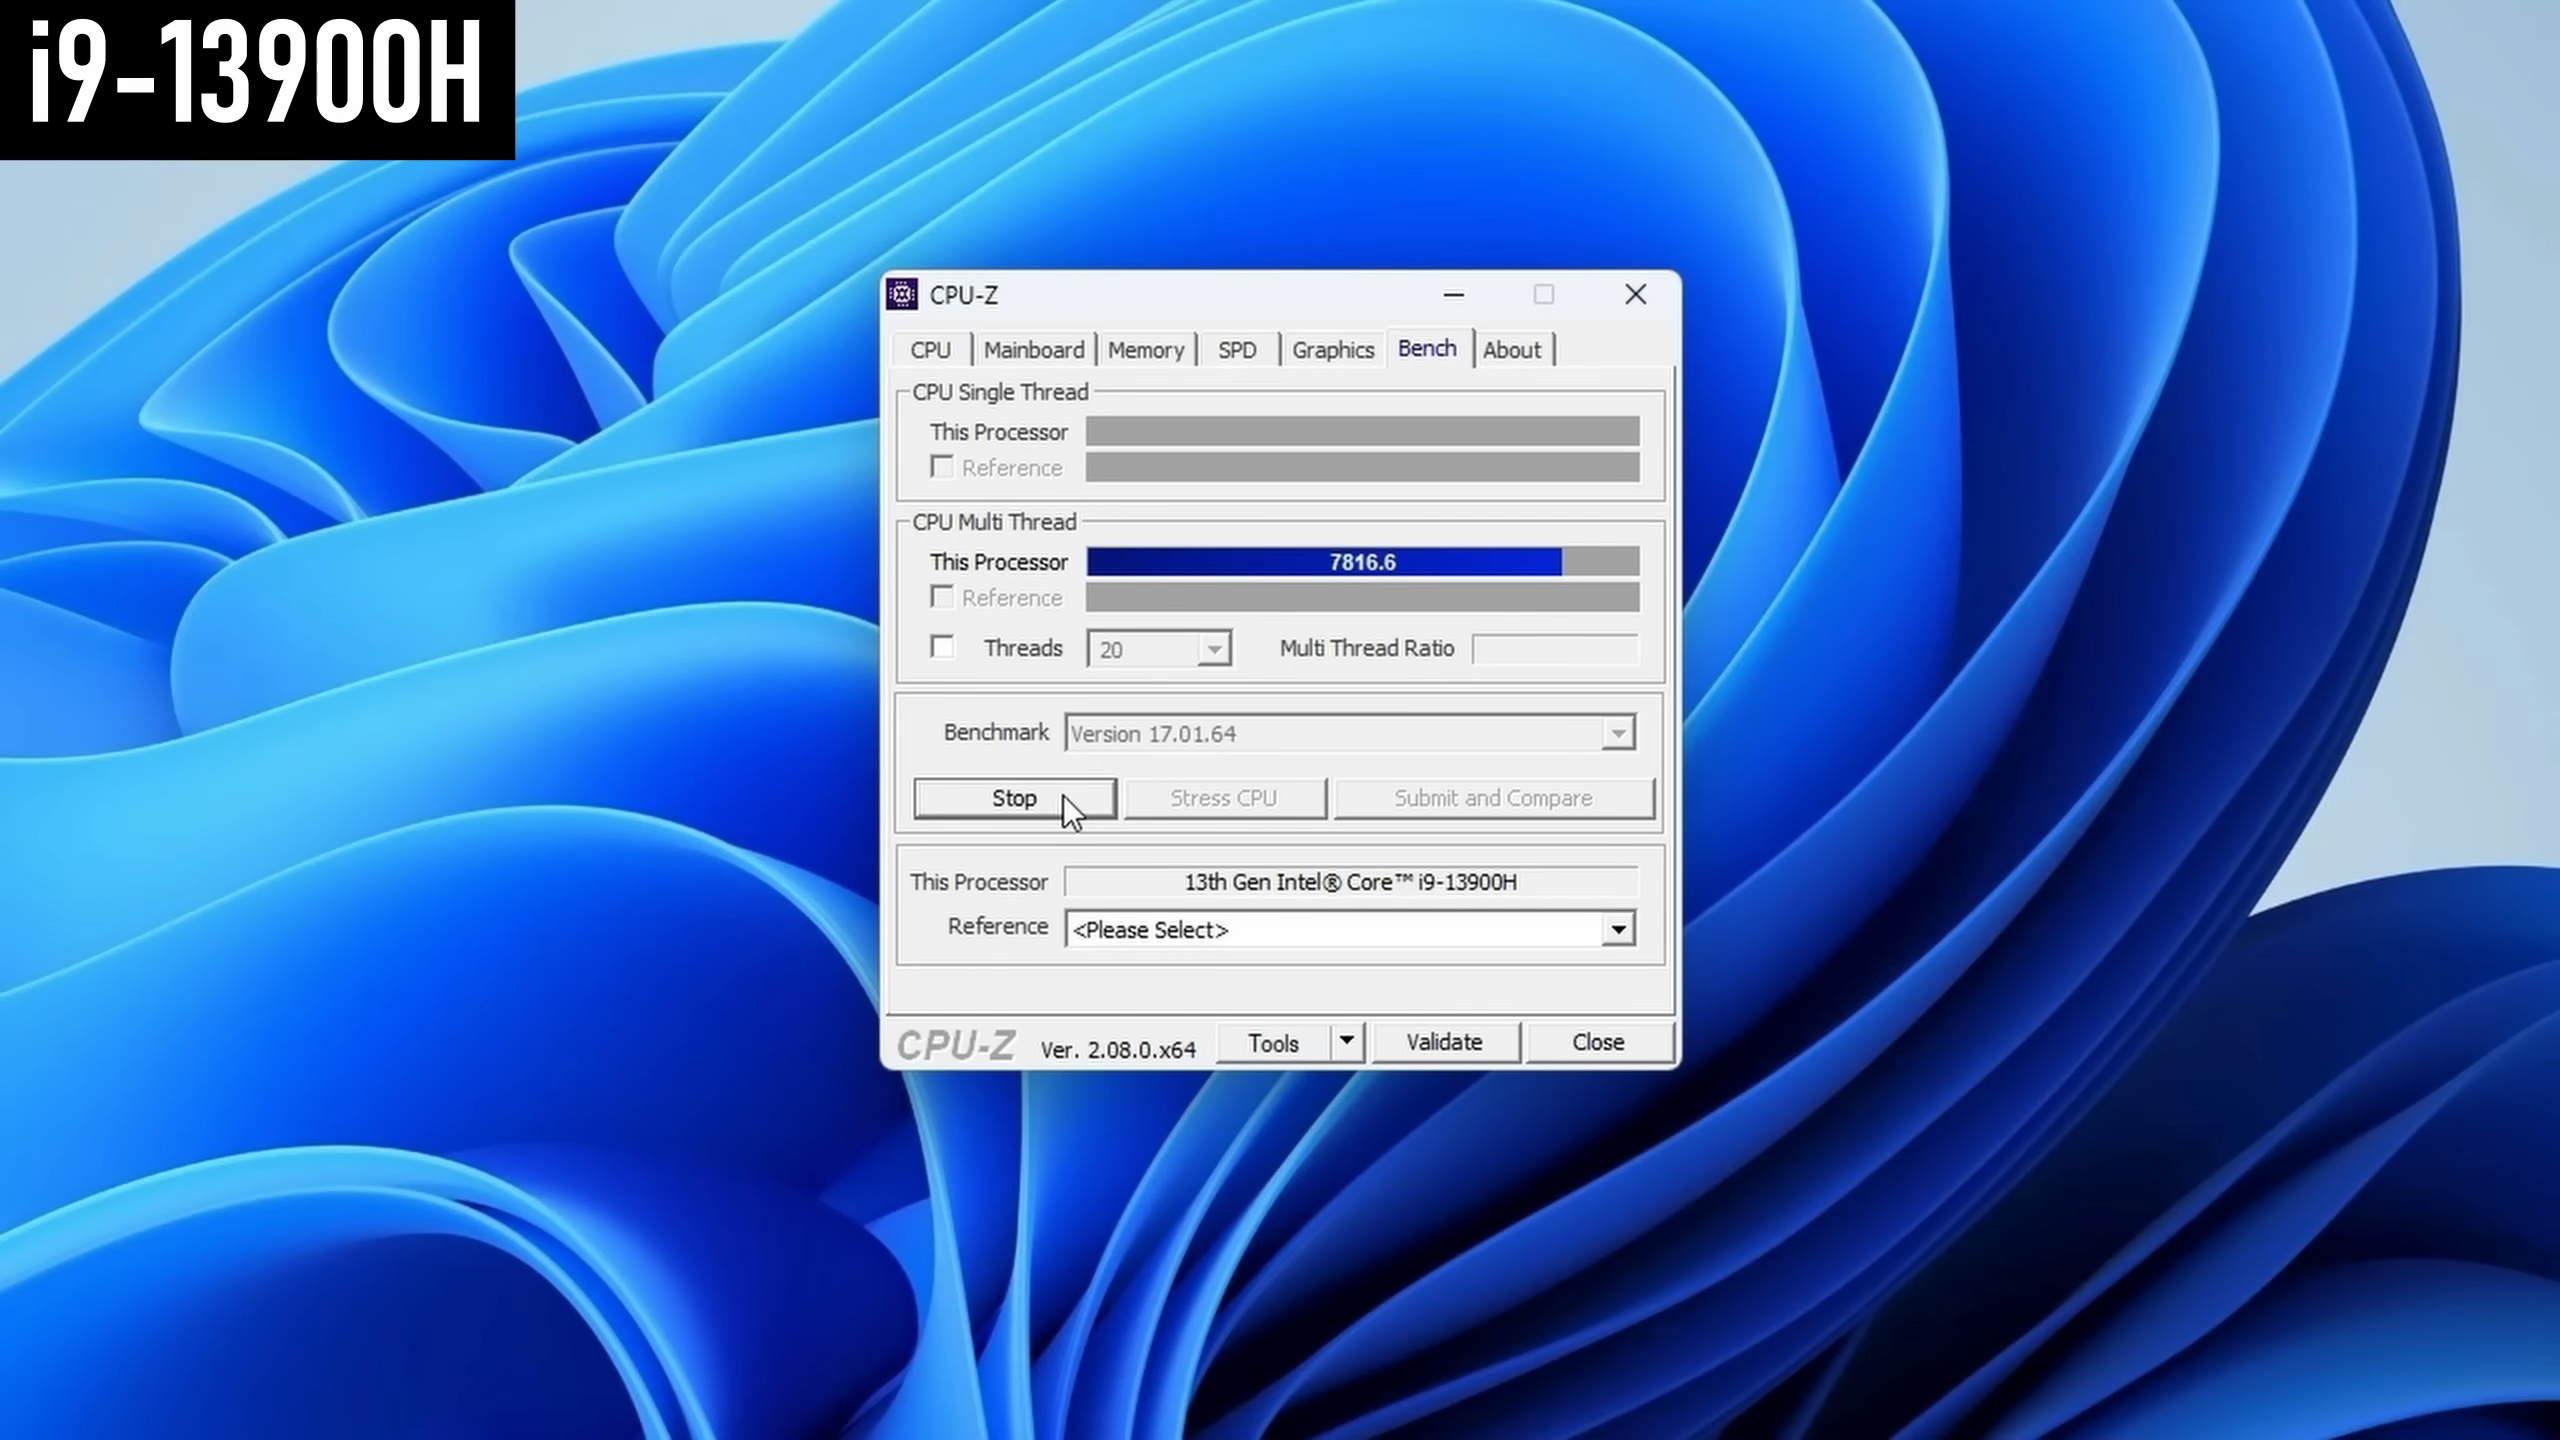 i9-13900H
CPU-Z
CPU Mainboard Memory SPD Graphics Bench About
CPU Single Thread
This Processor
Reference
CPU Multi Thread
This Processor 7816.6
Reference
Threads 20 Multi Thread Ratio
Benchmark Version 17.01.64
Stop Stress CPU Submit and Compare
This Processor 13th Gen Intel® Core™ i9-13900H
Reference <Please Select>
CPU-Z Ver. 2.08.0.x64 Tools Validate Close